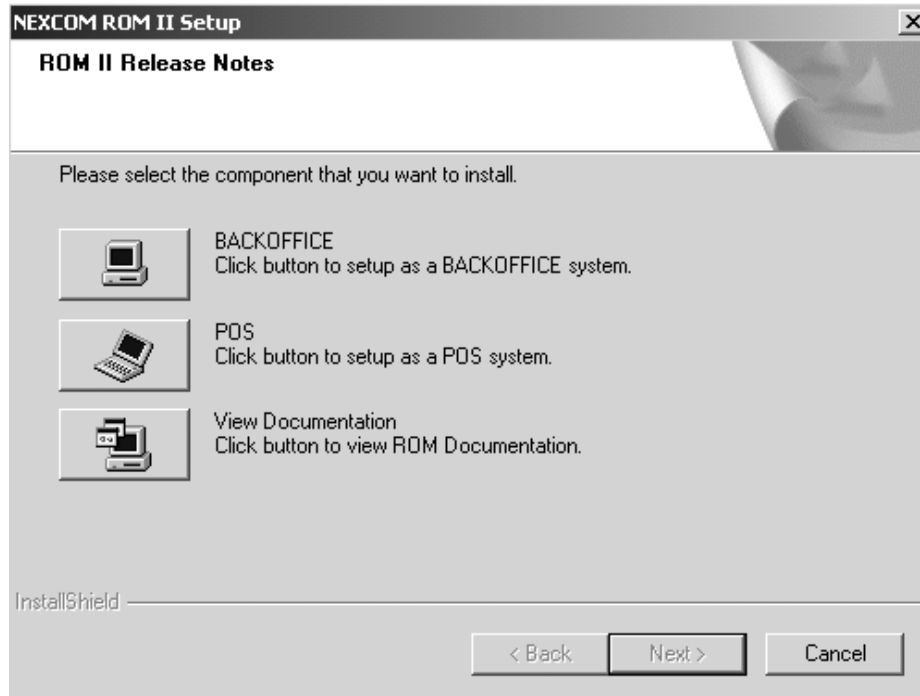 NEXCOM ROM II Setup
ROM II Release Notes
Please select the component that you want to install.
BACKOFFICE
Click button to setup as a BACKOFFICE system.
POS
Click button to setup as a POS system.
View Documentation
Click button to view ROM Documentation.
InstallShield
< Back
Next >
Cancel